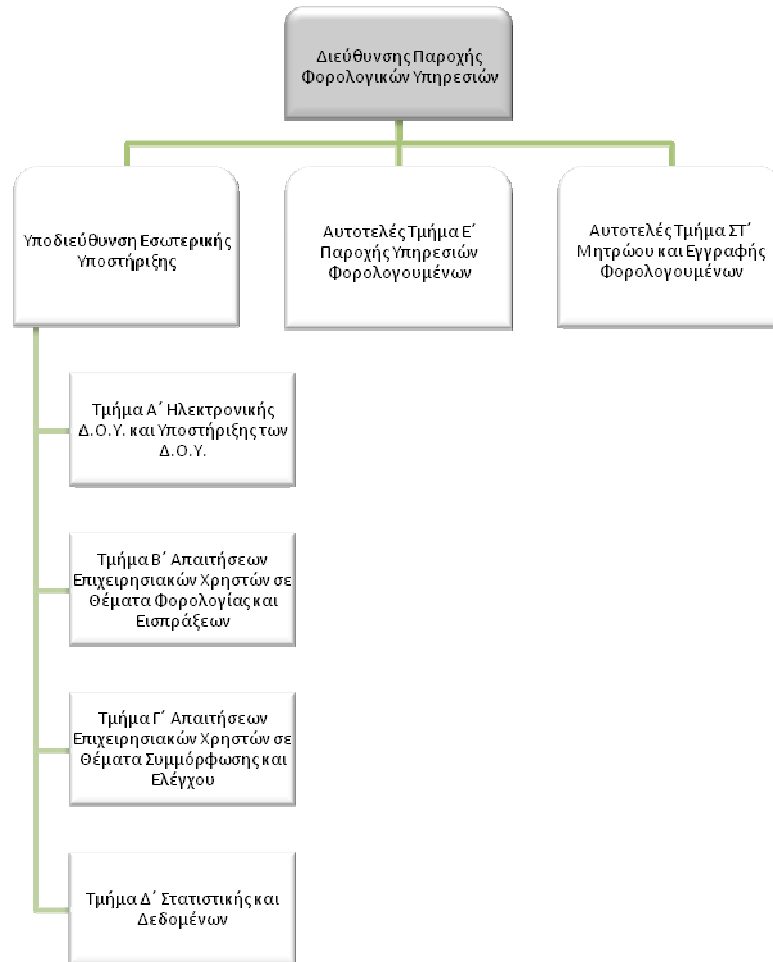 Διεύθυνσης Παροχής
Φορολογικών Υπηρεσιών
Υποδιεύθυνση Εσωτερικής
Υποστήριξης
Αυτοτελές Τμήμα Ε΄
Παροχής Υπηρεσιών
Φορολογουμένων
Αυτοτελές Τμήμα ΣΤ΄
Μητρώου και Εγγραφής
Φορολογουμένων
Τμήμα Α΄ Ηλεκτρονικής
Δ.Ο.Υ. και Υποστήριξης των
Δ.Ο.Υ.
Τμήμα Β΄ Απαιτήσεων
Επιχειρησιακών Χρηστών σε
Θέματα Φορολογίας και
Εισπράξεων
Τμήμα Γ΄ Απαιτήσεων
Επιχειρησιακών Χρηστών σε
Θέματα Συμμόρφωσης και
Ελέγχου
Τμήμα Δ΄ Στατιστικής και
Δεδομένων